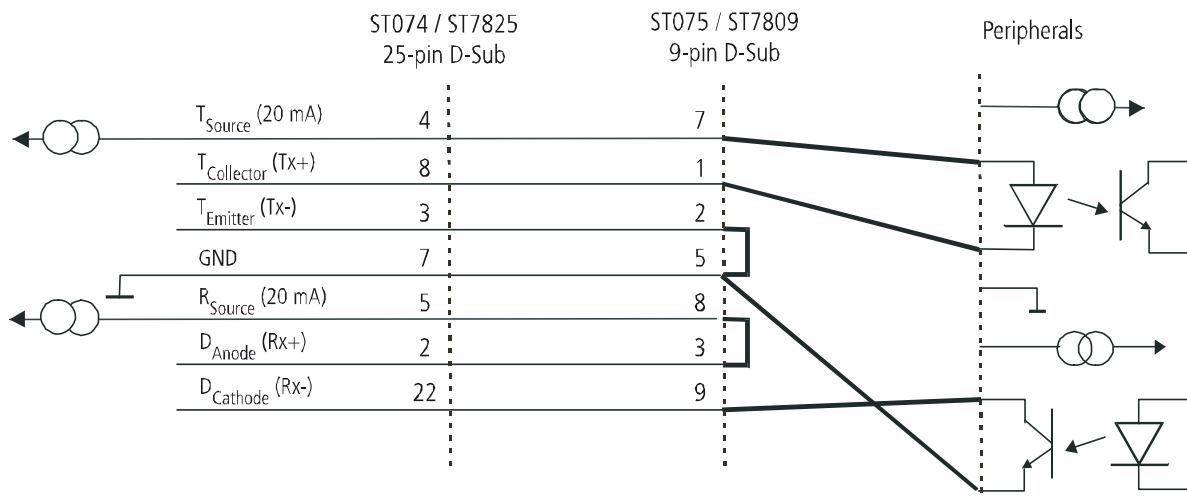 ST074 / ST7825
25-pin D-Sub
ST075 / ST7809
9-pin D-Sub
Peripherals
TSource (20 mA) 4 7
TCollector (Tx+) 8 1
TEmitter (Tx-) 3 2
GND 7 5
RSource (20 mA) 5 8
DAnode (Rx+) 2 3
DCathode (Rx-) 22 9